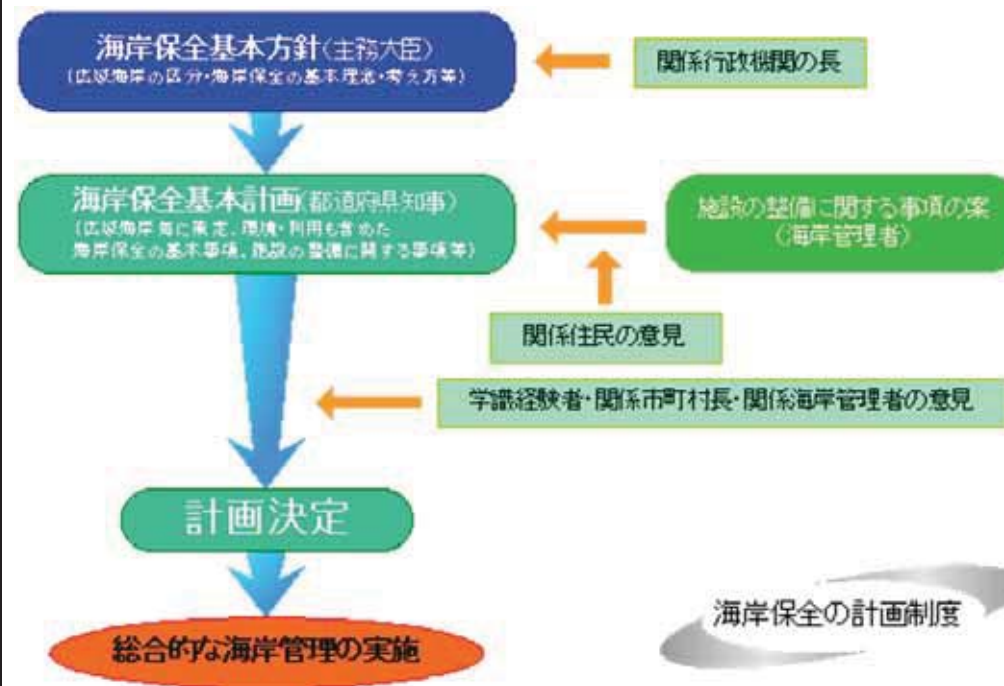 海岸保全基本方針(主務大臣)
(広域海岸の区分・海岸保全の基本理念・考え方等)
関係行政機関の長
海岸保全基本計画(都道府県知事)
(広域海岸毎に策定、環境・利用も含めた
海岸保全の基本事項、施設の整備に関する事項等)
施設の整備に関する事項の案
(海岸管理者)
関係住民の意見
学識経験者・関係市町村長・関係海岸管理者の意見
計画決定
総合的な海岸管理の実施
海岸保全の計画制度